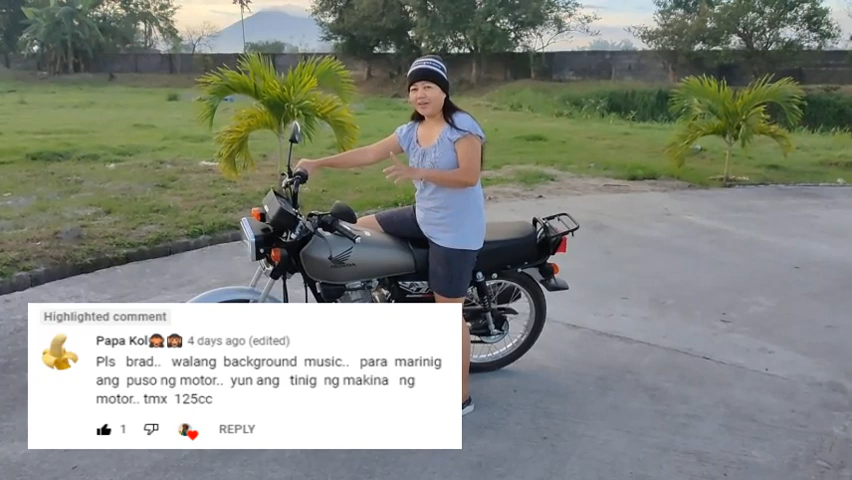 HONDA
Highlighted comment
Papa Kol 4 days ago (edited)
Pls brad.. walang background music.. para marinig
ang puso ng motor.. yun ang tinig ng makina ng
motor.. tmx 125cc
1 REPLY